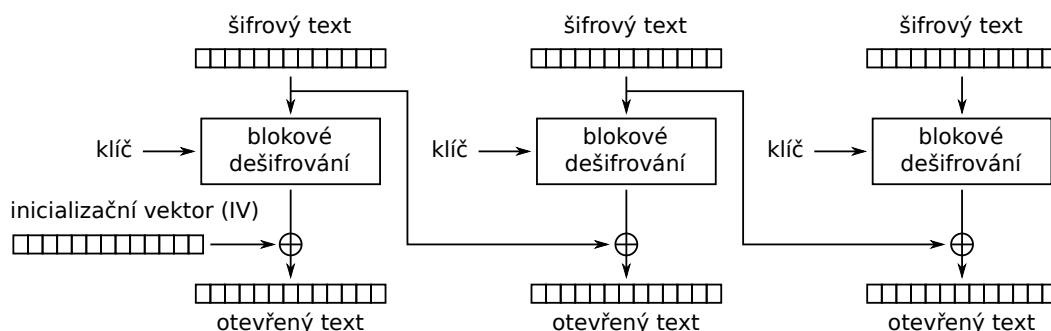 šifrový text
šifrový text
šifrový text
klíč
blokové
dešifrování
klíč
blokové
dešifrování
klíč
blokové
dešifrování
inicializační vektor (IV)
otevřený text
otevřený text
otevřený text